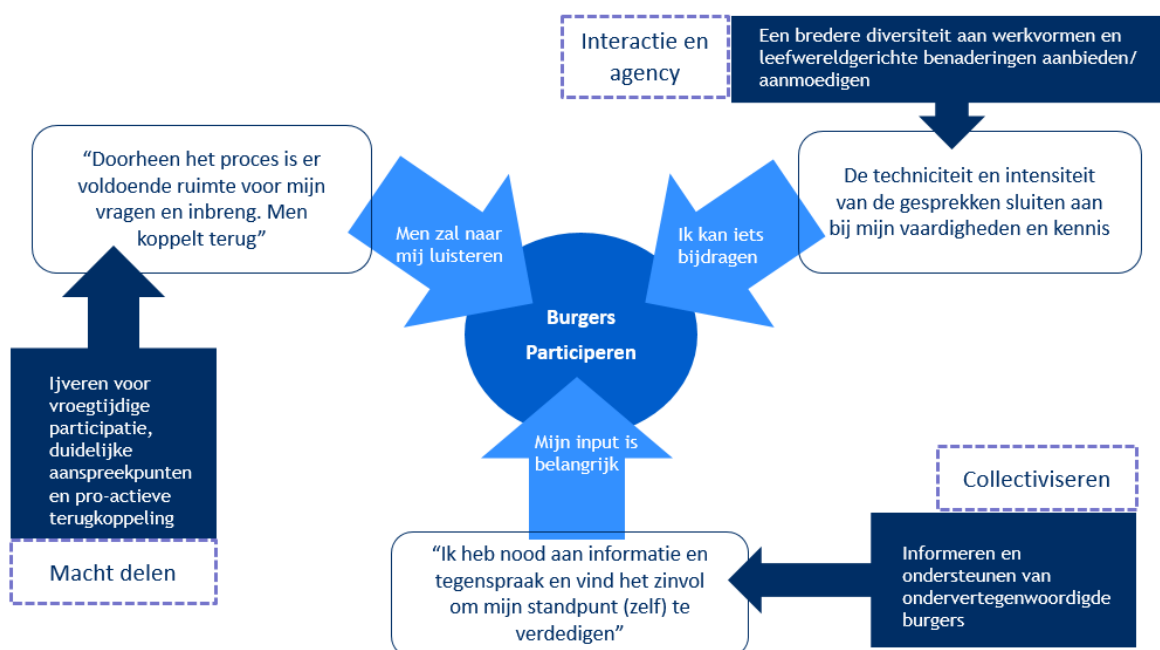 Interactie en
agency
Een bredere diversiteit aan werkvormen en
leefwereldgerichte benaderingen aanbieden/
aanmoedigen
“Doorheen het proces is er
voldoende ruimte voor mijn
vragen en inbreng. Men
koppelt terug”
De techniciteit en intensiteit
van de gesprekken sluiten aan
bij mijn vaardigheden en kennis
Men zal naar
mij luisteren
Ik kan iets
bijdragen
Burgers
Participeren
Ijveren voor
vroegtijdige
participatie,
duidelijke
aanspreekpunten
en pro-actieve
terugkoppeling
Macht delen
Mijn input is
belangrijk
Collectiviseren
“Ik heb nood aan informatie en
tegenspraak en vind het zinvol
om mijn standpunt (zelf) te
verdedigen”
Informeren en
ondersteunen van
ondervertegenwoordigde
burgers